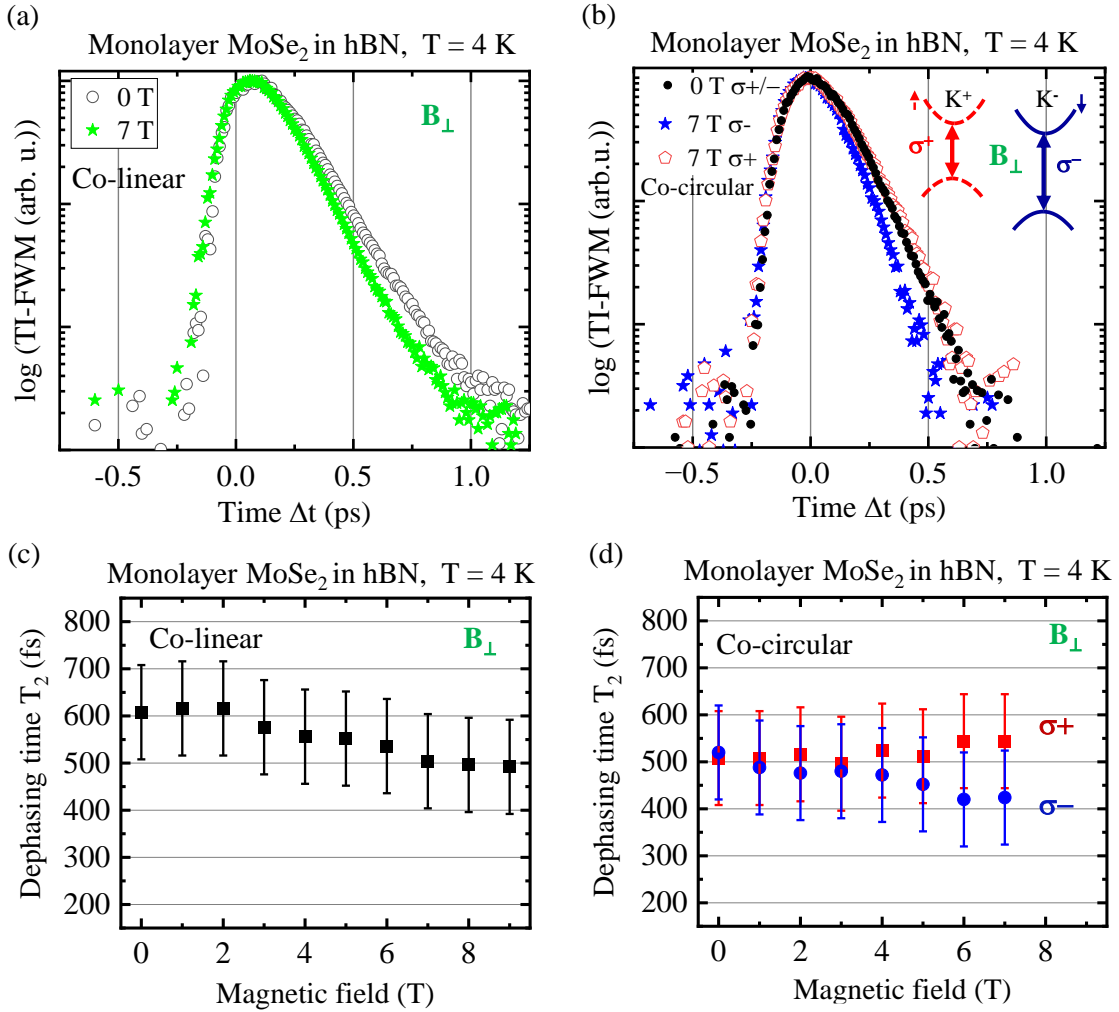 (a)
Monolayer MoSe₂ in hBN, T = 4 K
0 T
7 T
Co-linear
B⊥
log (TI-FWM (arb. u.)
-0.5 0.0 0.5 1.0
Time Δt (ps)
(b)
Monolayer MoSe₂ in hBN, T = 4 K
0 T σ+/−
7 T σ-
7 T σ+
Co-circular
K⁺
σ⁺
B⊥
K⁻
σ⁻
log (TI-FWM (arb.u.)
−0.5 0.0 0.5 1.0
Time Δt (ps)
(c)
Monolayer MoSe₂ in hBN, T = 4 K
Co-linear
B⊥
Dephasing time T₂ (fs)
800
700
600
500
400
300
200
0 2 4 6 8
Magnetic field (T)
(d)
Monolayer MoSe₂ in hBN, T = 4 K
Co-circular
B⊥
σ+
σ−
Dephasing time T₂ (fs)
800
700
600
500
400
300
200
0 2 4 6 8
Magnetic field (T)